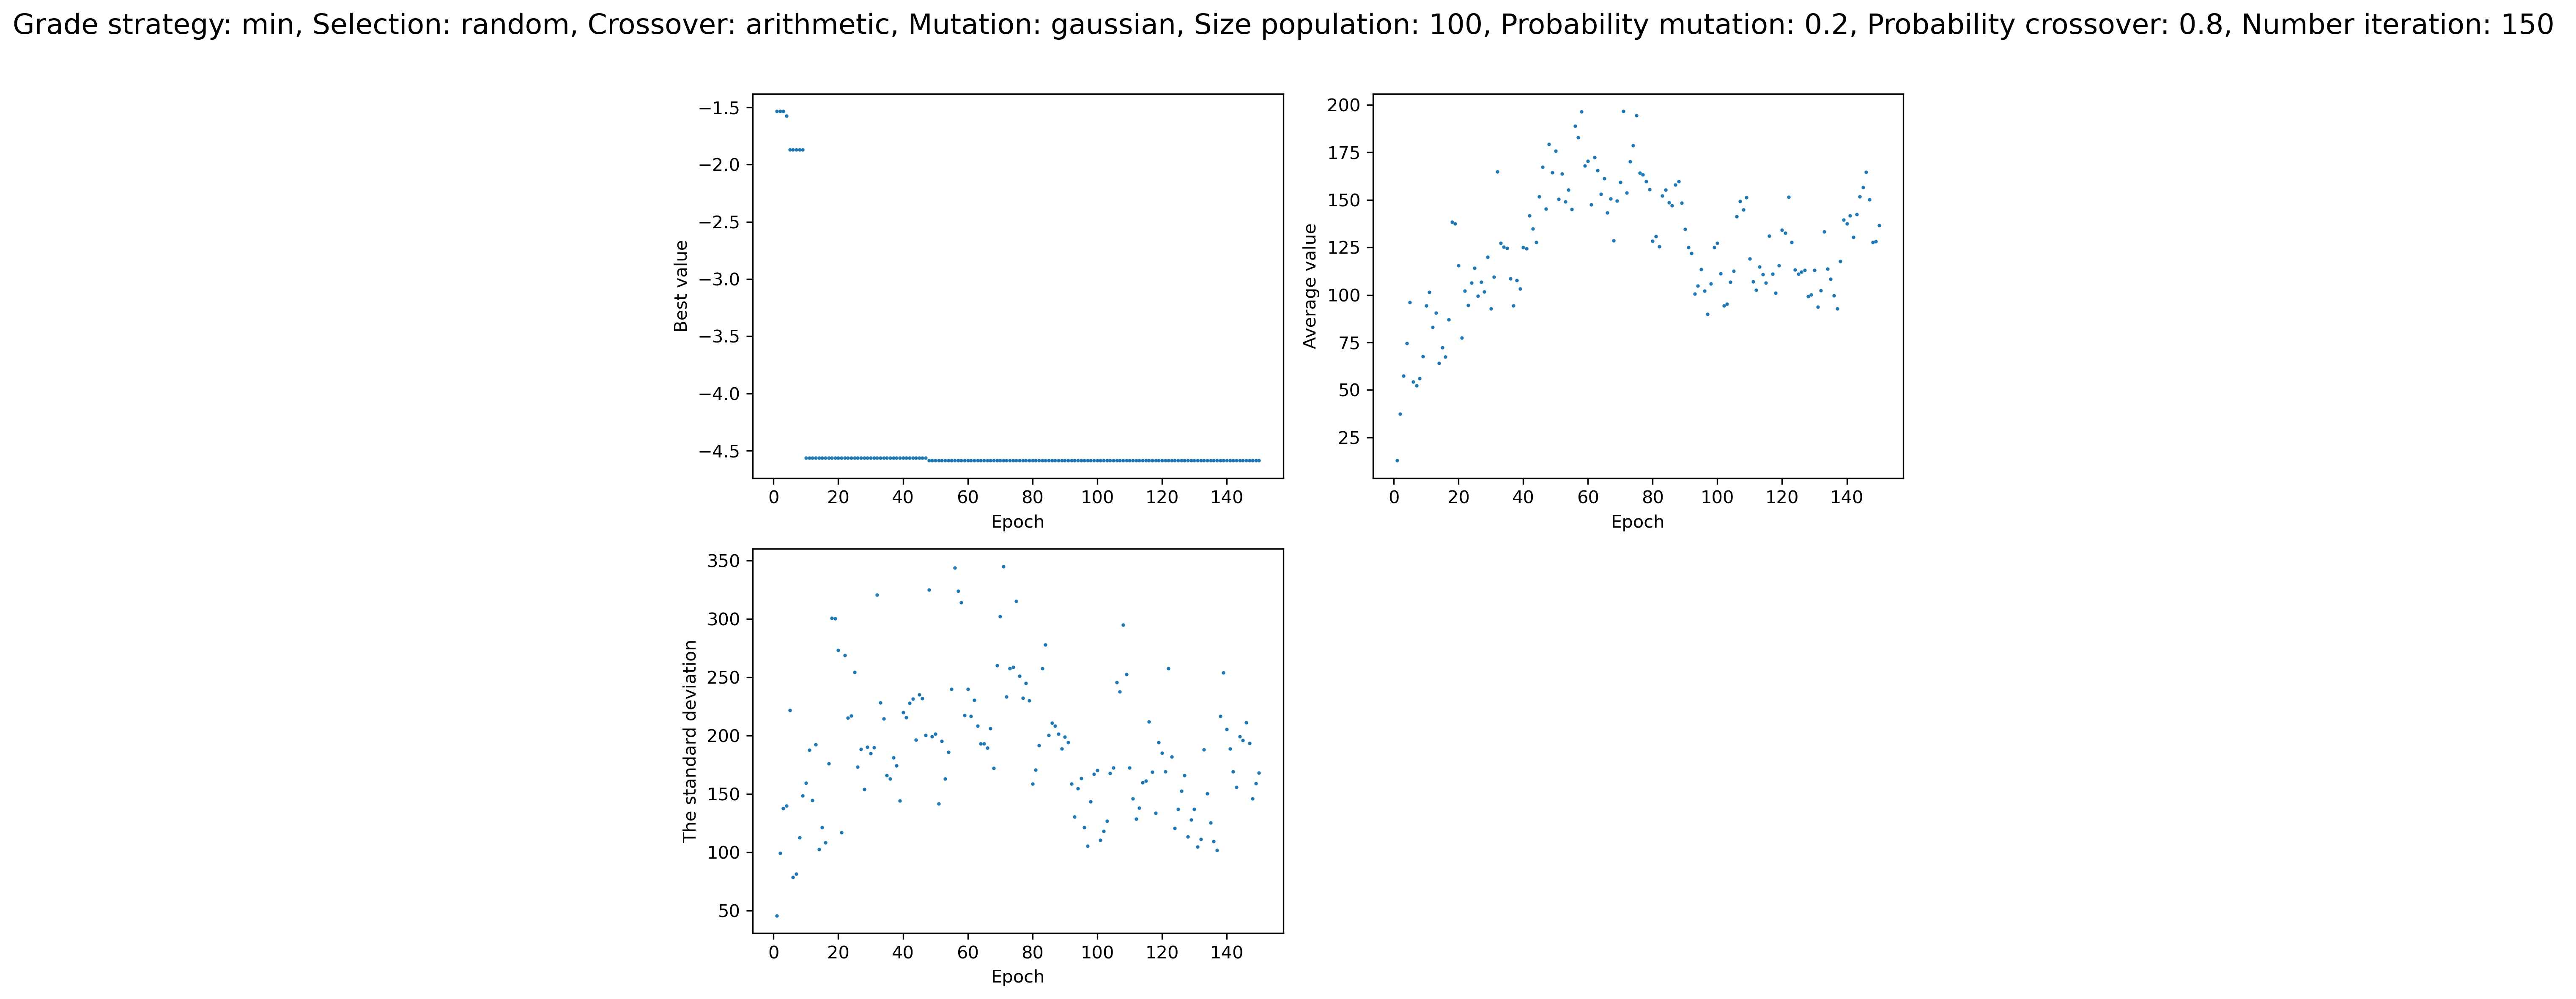 Grade strategy: min, Selection: random, Crossover: arithmetic, Mutation: gaussian, Size population: 100, Probability mutation: 0.2, Probability crossover: 0.8, Number iteration: 150
−1.5
−2.0
−2.5
−3.0
−3.5
−4.0
−4.5
Best value
0 20 40 60 80 100 120 140
Epoch
200
175
150
125
100
75
50
25
Average value
0 20 40 60 80 100 120 140
Epoch
350
300
250
200
150
100
50
The standard deviation
0 20 40 60 80 100 120 140
Epoch